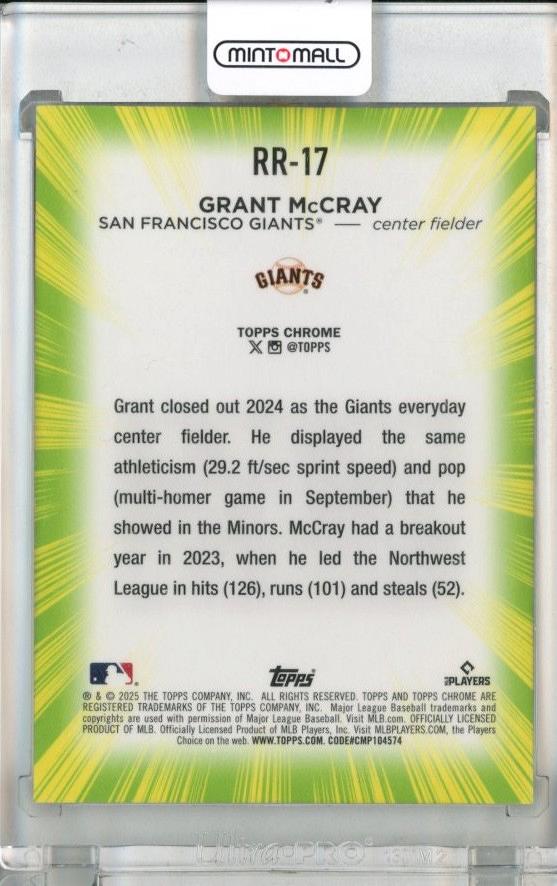 MINTOMALL
RR-17
GRANT McCRAY
SAN FRANCISCO GIANTS® — center fielder
GIANTS
TOPPS CHROME
@TOPPS
Grant closed out 2024 as the Giants everyday
center fielder. He displayed the same
athleticism (29.2 ft/sec sprint speed) and pop
(multi-homer game in September) that he
showed in the Minors. McCray had a breakout
year in 2023, when he led the Northwest
League in hits (126), runs (101) and steals (52).
Topps
PLAYERS
® & © 2025 THE TOPPS COMPANY, INC. ALL RIGHTS RESERVED. TOPPS AND TOPPS CHROME ARE
REGISTERED TRADEMARKS OF THE TOPPS COMPANY, INC. Major League Baseball trademarks and
copyrights are used with permission of Major League Baseball. Visit MLB.com. OFFICIALLY LICENSED
PRODUCT OF MLB. Officially Licensed Product of MLB Players, Inc. Visit MLBPLAYERS.COM, the Players
Choice on the web. WWW.TOPPS.COM. CODE#CMP104574
Ultra·PRO